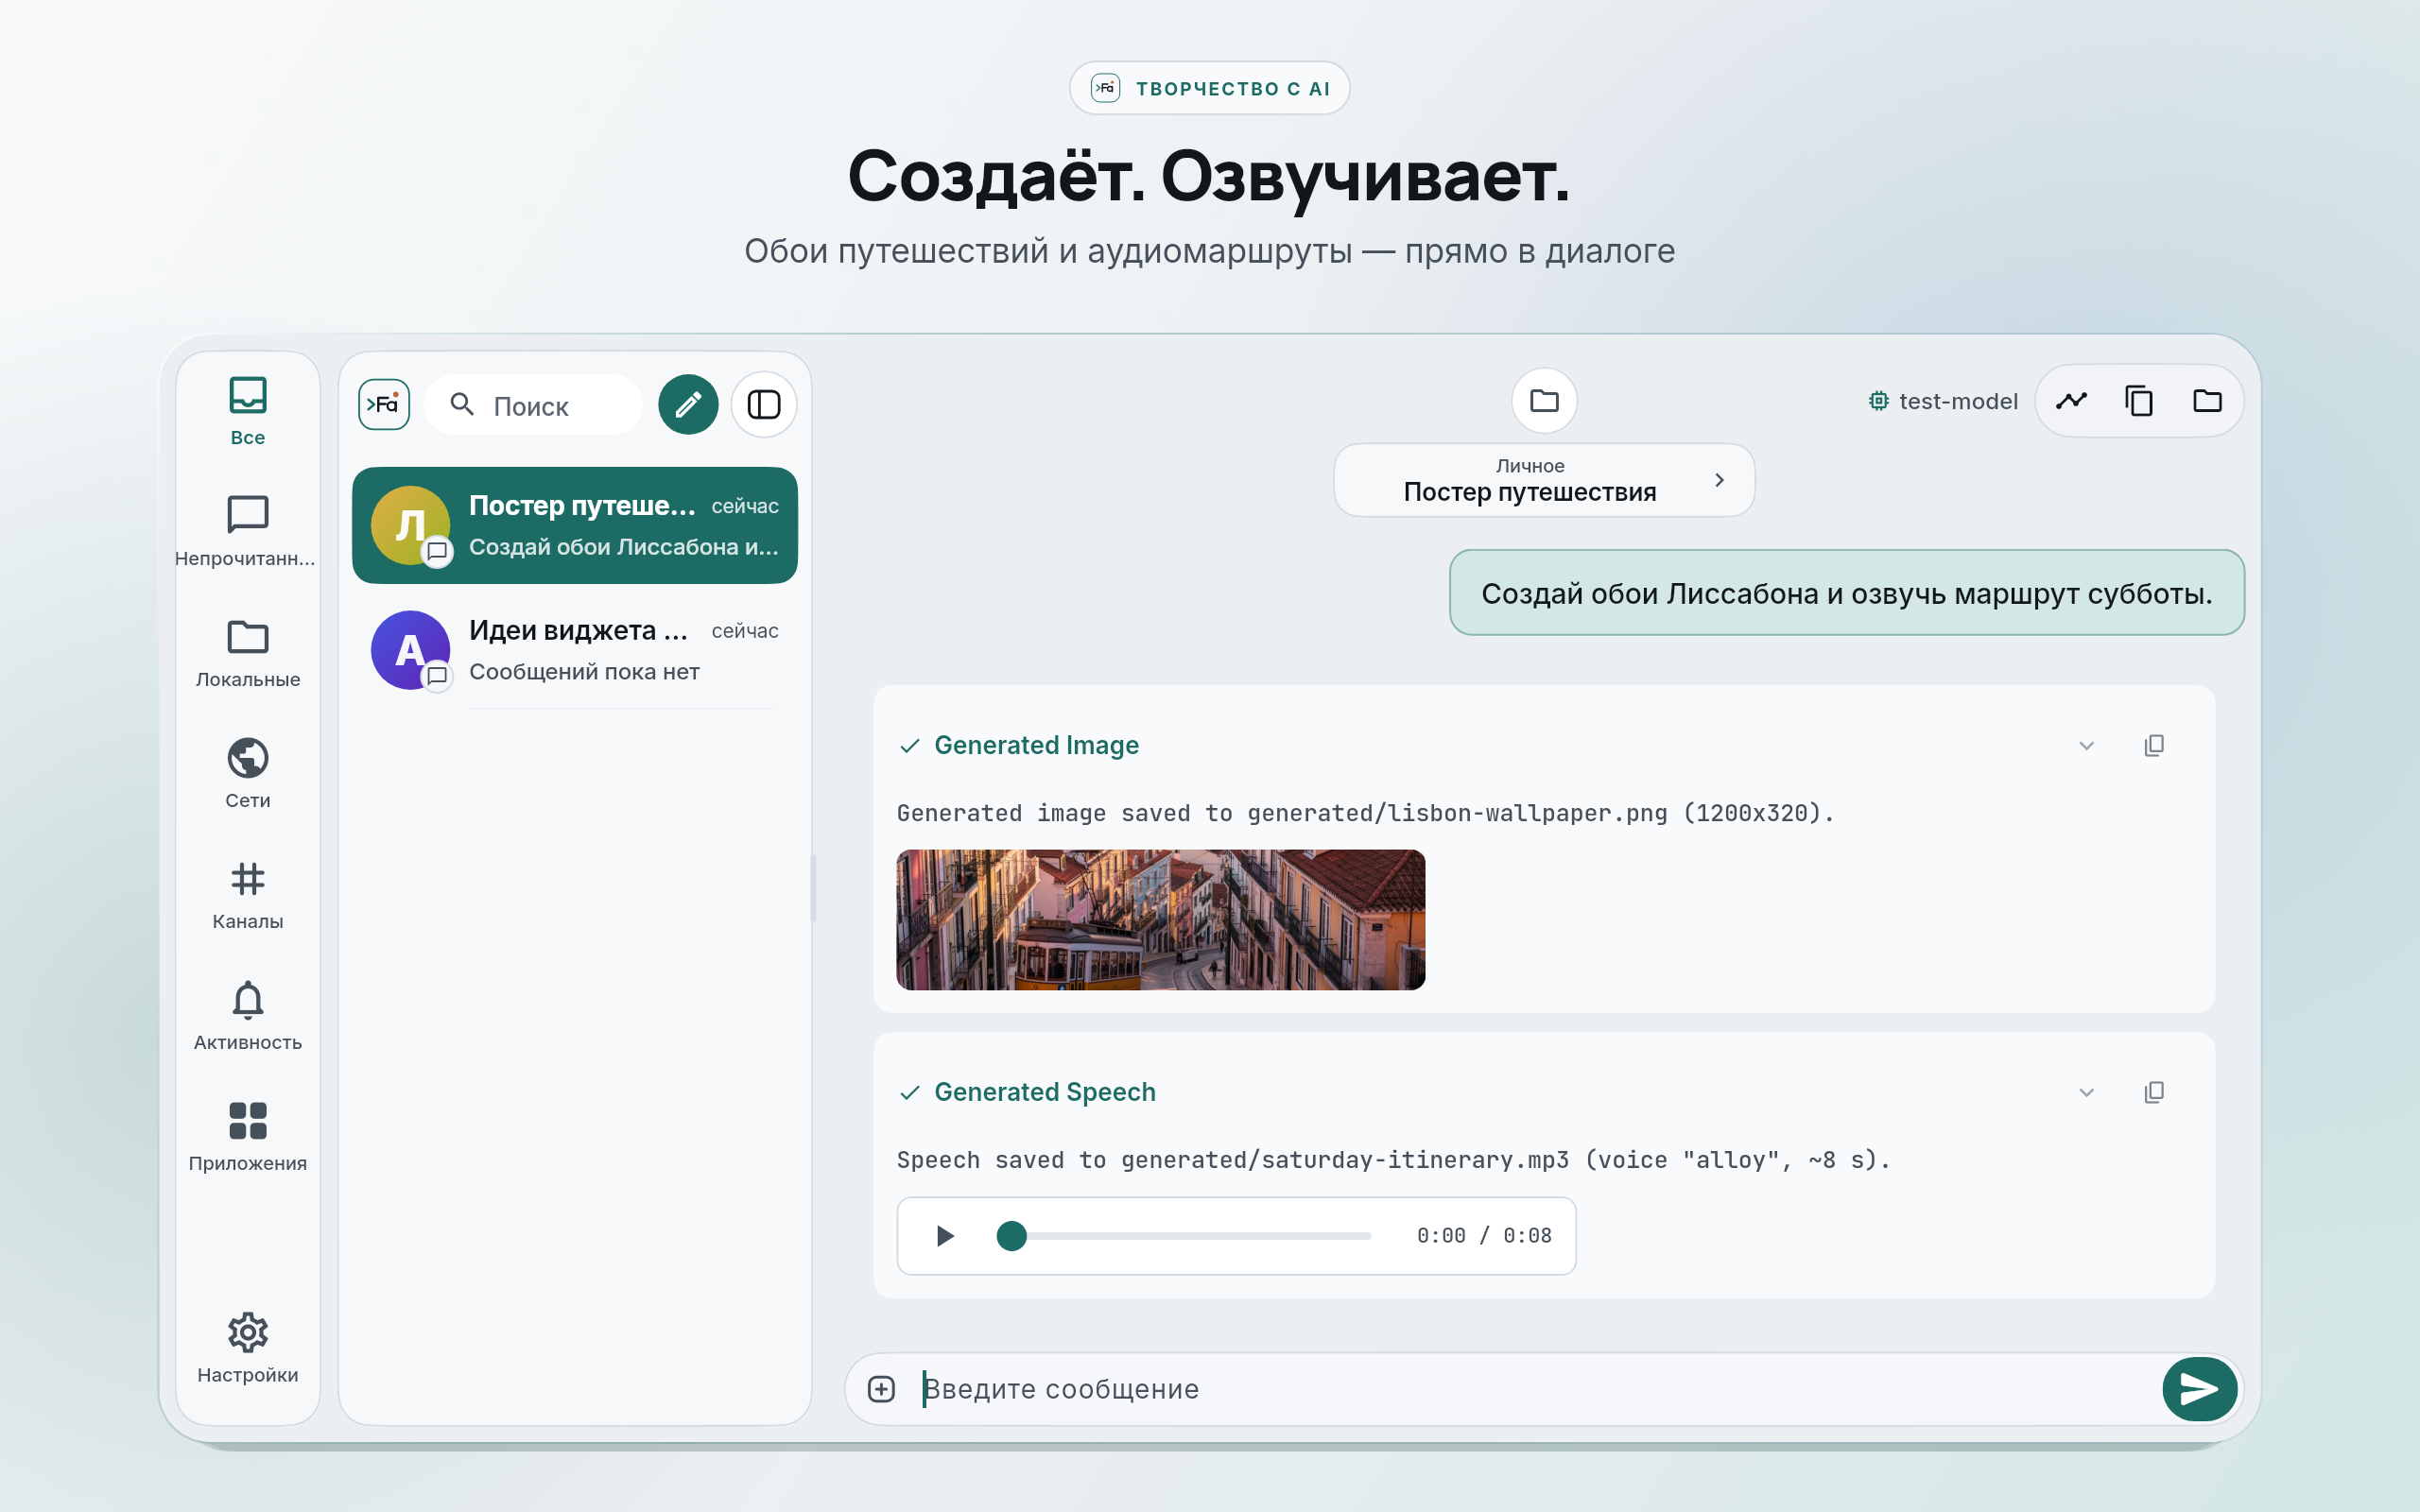 >Fa ТВОРЧЕСТВО С AI
Создаёт. Озвучивает.
Обои путешествий и аудиомаршруты — прямо в диалоге
Все
Непрочитанн...
Локальные
Сети
Каналы
Активность
Приложения
Настройки
>Fa Поиск
Л Постер путеше... сейчас
Создай обои Лиссабона и...
А Идеи виджета ... сейчас
Сообщений пока нет
test-model
Личное
Постер путешествия
Создай обои Лиссабона и озвучь маршрут субботы.
Generated Image
Generated image saved to generated/lisbon-wallpaper.png (1200x320).
Generated Speech
Speech saved to generated/saturday-itinerary.mp3 (voice "alloy", ~8 s).
0:00 / 0:08
Введите сообщение